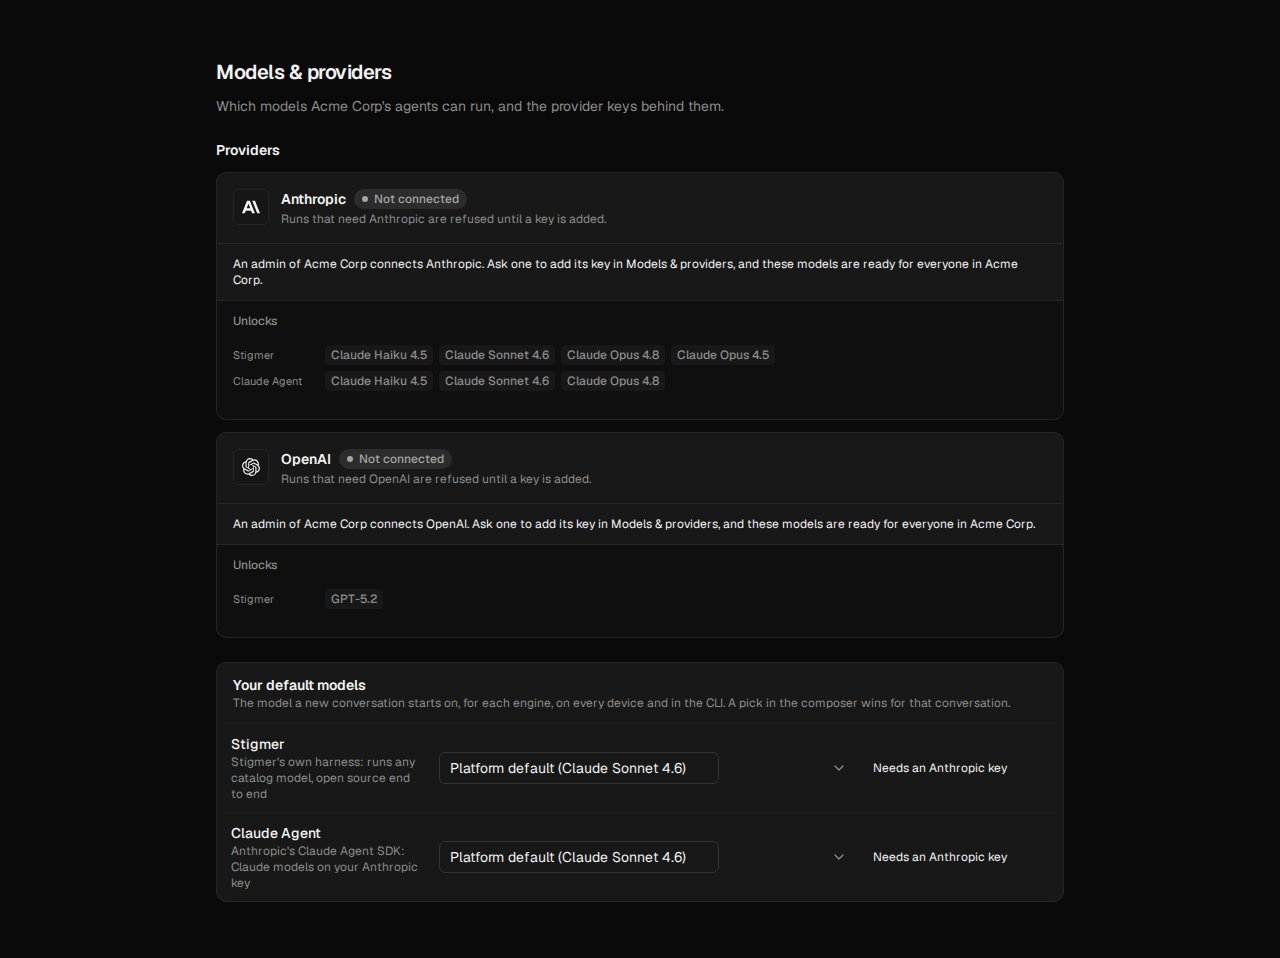 Models & providers
Which models Acme Corp's agents can run, and the provider keys behind them.
Providers
Anthropic
Not connected
Runs that need Anthropic are refused until a key is added.
An admin of Acme Corp connects Anthropic. Ask one to add its key in Models & providers, and these models are ready for everyone in Acme
Corp.
Unlocks
Stigmer Claude Haiku 4.5 Claude Sonnet 4.6 Claude Opus 4.8 Claude Opus 4.5
Claude Agent Claude Haiku 4.5 Claude Sonnet 4.6 Claude Opus 4.8
OpenAI
Not connected
Runs that need OpenAI are refused until a key is added.
An admin of Acme Corp connects OpenAI. Ask one to add its key in Models & providers, and these models are ready for everyone in Acme Corp.
Unlocks
Stigmer GPT-5.2
Your default models
The model a new conversation starts on, for each engine, on every device and in the CLI. A pick in the composer wins for that conversation.
Stigmer
Stigmer's own harness: runs any
catalog model, open source end
to end
Platform default (Claude Sonnet 4.6)
Needs an Anthropic key
Claude Agent
Anthropic's Claude Agent SDK:
Claude models on your Anthropic
key
Platform default (Claude Sonnet 4.6)
Needs an Anthropic key